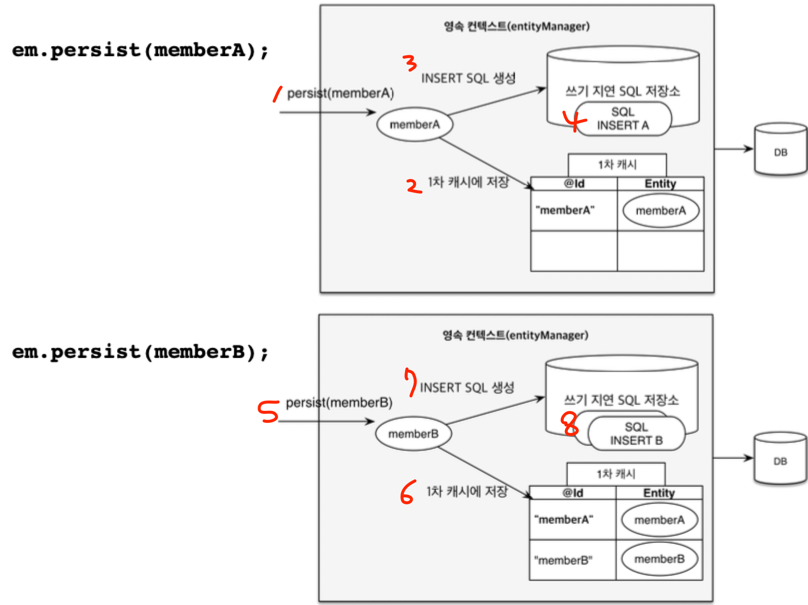 영속 컨텍스트(entityManager)
em.persist(memberA);
3
INSERT SQL 생성
쓰기 지연 SQL 저장소
1 persist(memberA)
memberA
4
SQL
INSERT A
DB
1차 캐시
2 1차 캐시에 저장
@Id Entity
"memberA" memberA
영속 컨텍스트(entityManager)
em.persist(memberB);
7 INSERT SQL 생성
쓰기 지연 SQL 저장소
5 persist(memberB)
memberB
8
SQL
INSERT B
DB
1차 캐시
6 1차 캐시에 저장
@Id Entity
"memberA" memberA
"memberB" memberB